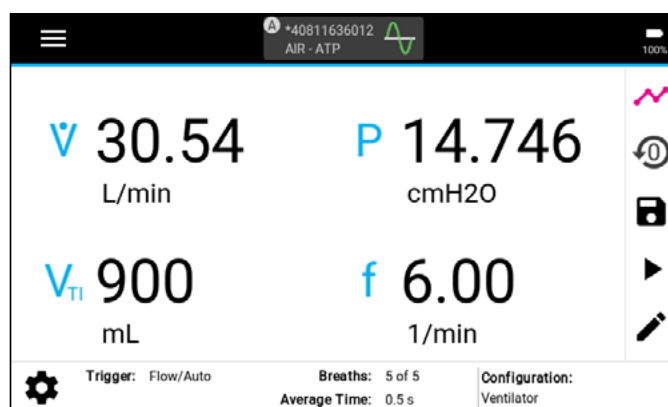 A *40811636012
AIR - ATP
100%
V̇ 30.54 P 14.746
L/min cmH2O
0
VTI 900 f 6.00
mL 1/min
Trigger: Flow/Auto Breaths: 5 of 5 Configuration:
Average Time: 0.5 s Ventilator